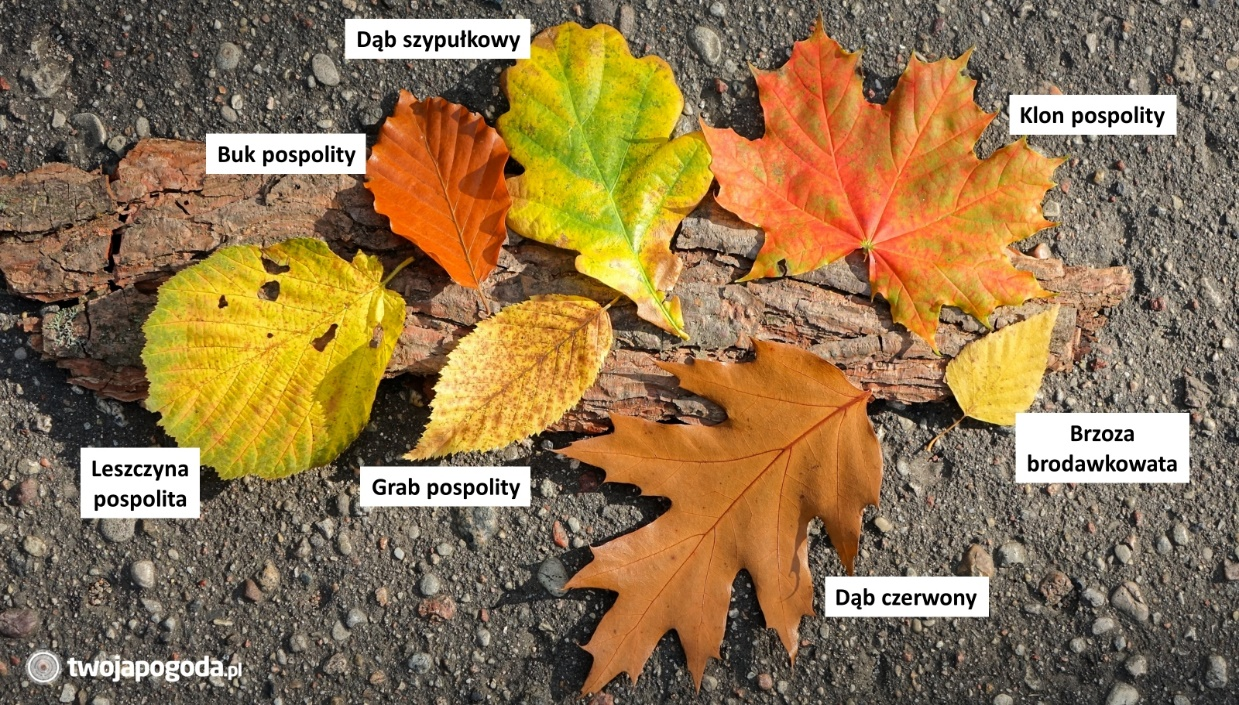 Dąb szypułkowy
Klon pospolity
Buk pospolity
Brzoza
brodawkowata
Leszczyna
pospolita
Grab pospolity
Dąb czerwony
twojapogoda.pl